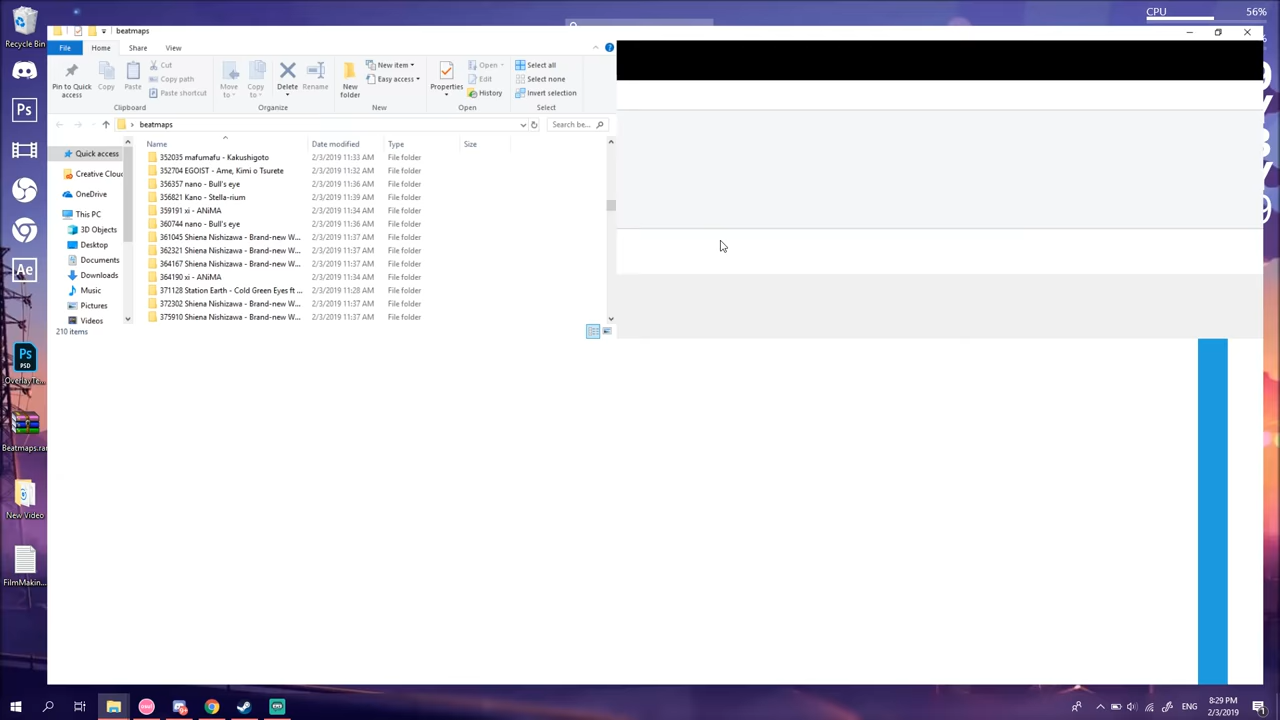 Recycle Bin
beatmaps
CPU 56%
File Home Share View
Pin to Quick access
Copy
Paste
Cut
Copy path
Paste shortcut
Clipboard
Move to
Copy to
Delete
Rename
Organize
New folder
New item
Easy access
New
Properties
Open
Edit
History
Open
Select all
Select none
Invert selection
Select
beatmaps
Search be...
Name Date modified Type Size
352035 mafumafu - Kakushigoto 2/3/2019 11:33 AM File folder
352704 EGOIST - Ame, Kimi o Tsurete 2/3/2019 11:32 AM File folder
356357 nano - Bull's eye 2/3/2019 11:36 AM File folder
356821 Kano - Stella-rium 2/3/2019 11:39 AM File folder
359191 xi - ANiMA 2/3/2019 11:34 AM File folder
360744 nano - Bull's eye 2/3/2019 11:36 AM File folder
361045 Shiena Nishizawa - Brand-new W... 2/3/2019 11:37 AM File folder
362321 Shiena Nishizawa - Brand-new W... 2/3/2019 11:37 AM File folder
364167 Shiena Nishizawa - Brand-new W... 2/3/2019 11:37 AM File folder
364190 xi - ANiMA 2/3/2019 11:34 AM File folder
371128 Station Earth - Cold Green Eyes ft ... 2/3/2019 11:28 AM File folder
372302 Shiena Nishizawa - Brand-new W... 2/3/2019 11:37 AM File folder
375910 Shiena Nishizawa - Brand-new W... 2/3/2019 11:37 AM File folder
Quick access
Creative Clou
OneDrive
This PC
3D Objects
Desktop
Documents
Downloads
Music
Pictures
Videos
210 items
Ps
Ae
Ps
PSD
OverlayTe...
Beatmaps.rar
New Video
FilmMakin...
osu!
ENG
8:29 PM
2/3/2019
1